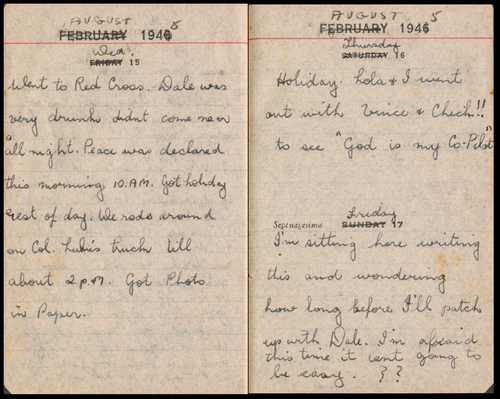 AUGUST
FEBRUARY 1946 5
Wed.
FRIDAY 15
Went to Red Cross. Dale was
very drunk didnt come near
all night. Peace was declared
this morning 10.A.M. Got holiday
rest of day. We rode around
on Col. truck till
about 2 p.m. Got Photo
in Paper.
AUGUST
FEBRUARY 1946 5
Thursday
SATURDAY 16
Holiday. Lola & I went
out with Vince & Chech!!
to see "God is my Co-Pilot"
Friday
Septuagesima SUNDAY 17
I'm sitting here writing
this and wondering
how long before I'll patch
up with Dale. I'm afraid
this time it isnt going to
be easy. ??